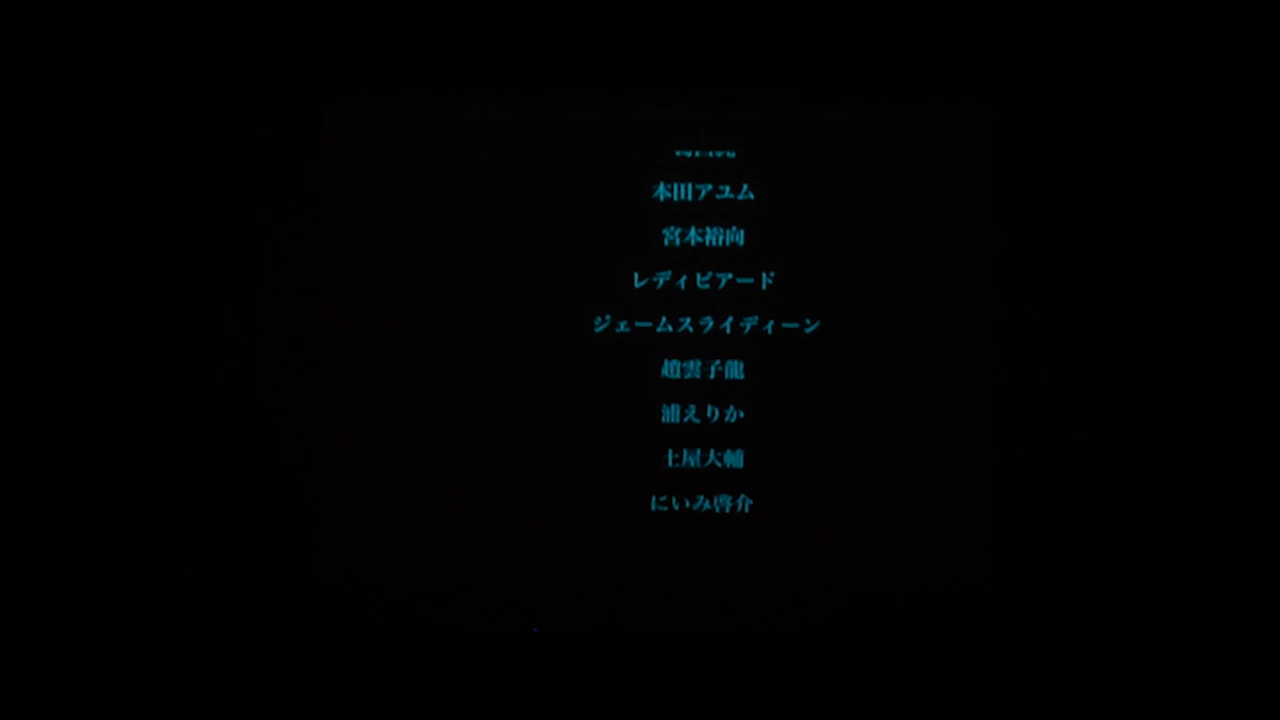 本田アユム
宮本裕向
レディビアード
ジェームスライディーン
趙雲子龍
浦えりか
土屋大輔
にいみ啓介